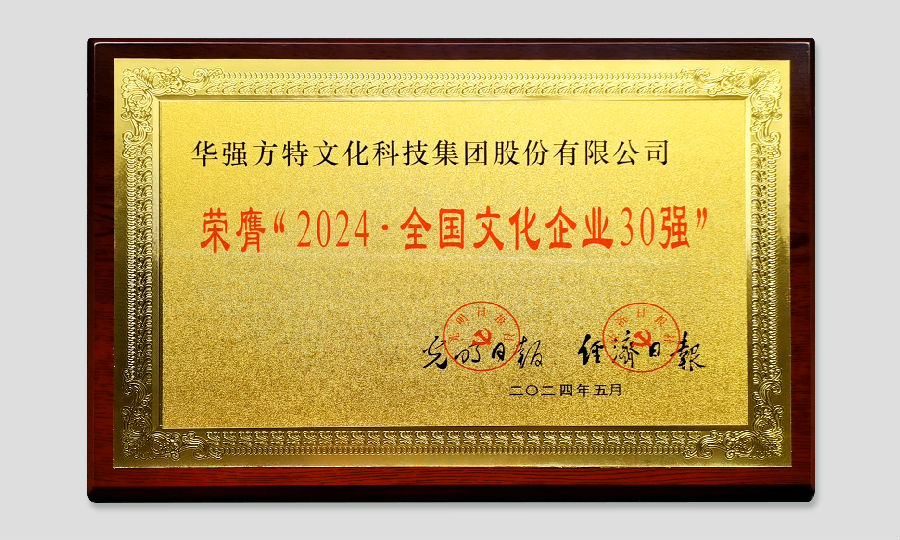 华强方特文化科技集团股份有限公司
荣膺“2024·全国文化企业30强”
光明日报 经济日報
二〇二四年五月